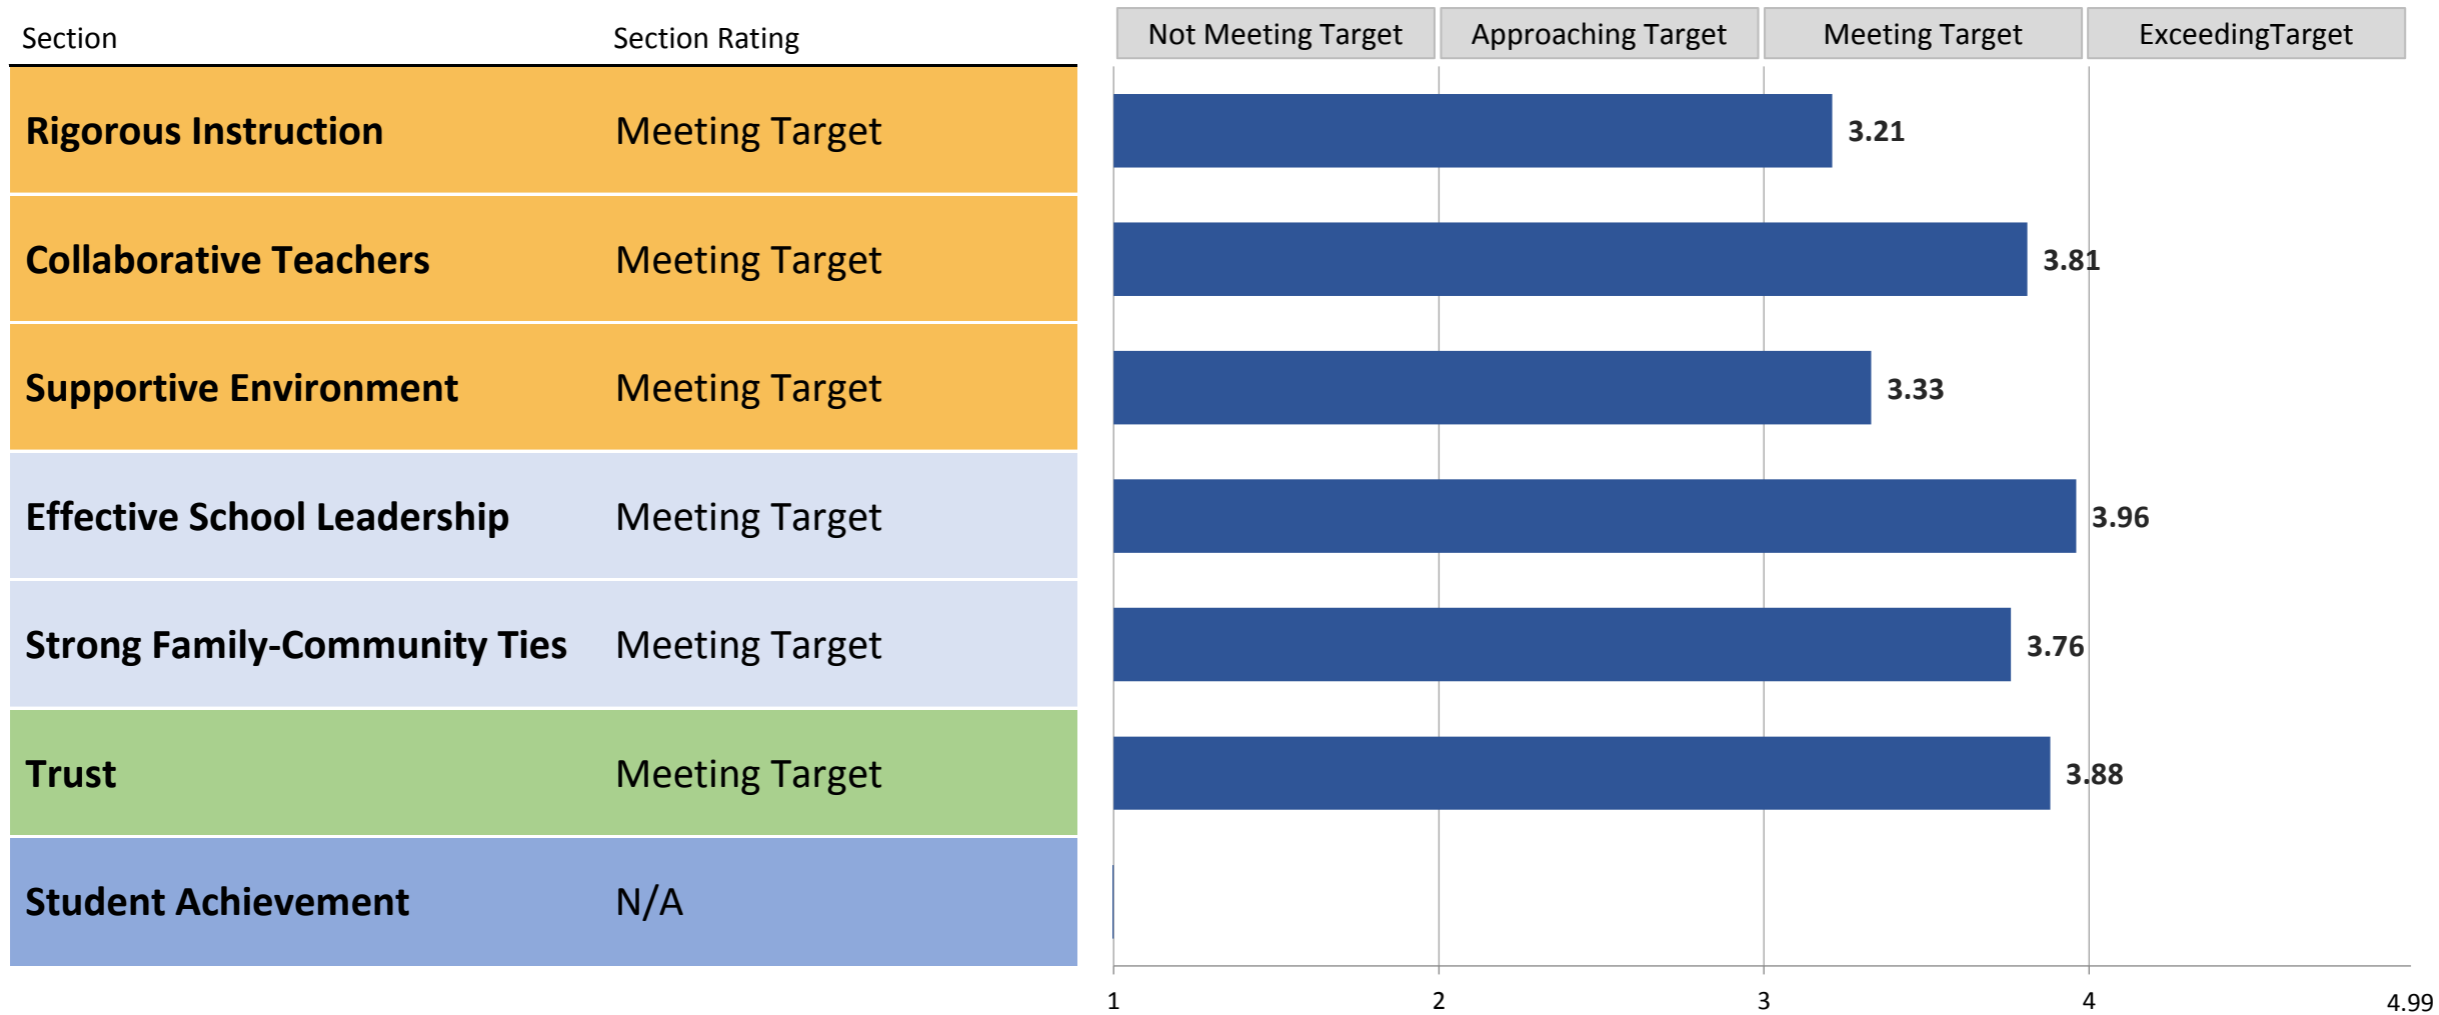 Section Section Rating Not Meeting Target Approaching Target Meeting Target ExceedingTarget
Rigorous Instruction Meeting Target 3.21
Collaborative Teachers Meeting Target 3.81
Supportive Environment Meeting Target 3.33
Effective School Leadership Meeting Target 3.96
Strong Family-Community Ties Meeting Target 3.76
Trust Meeting Target 3.88
Student Achievement N/A
1 2 3 4 4.99